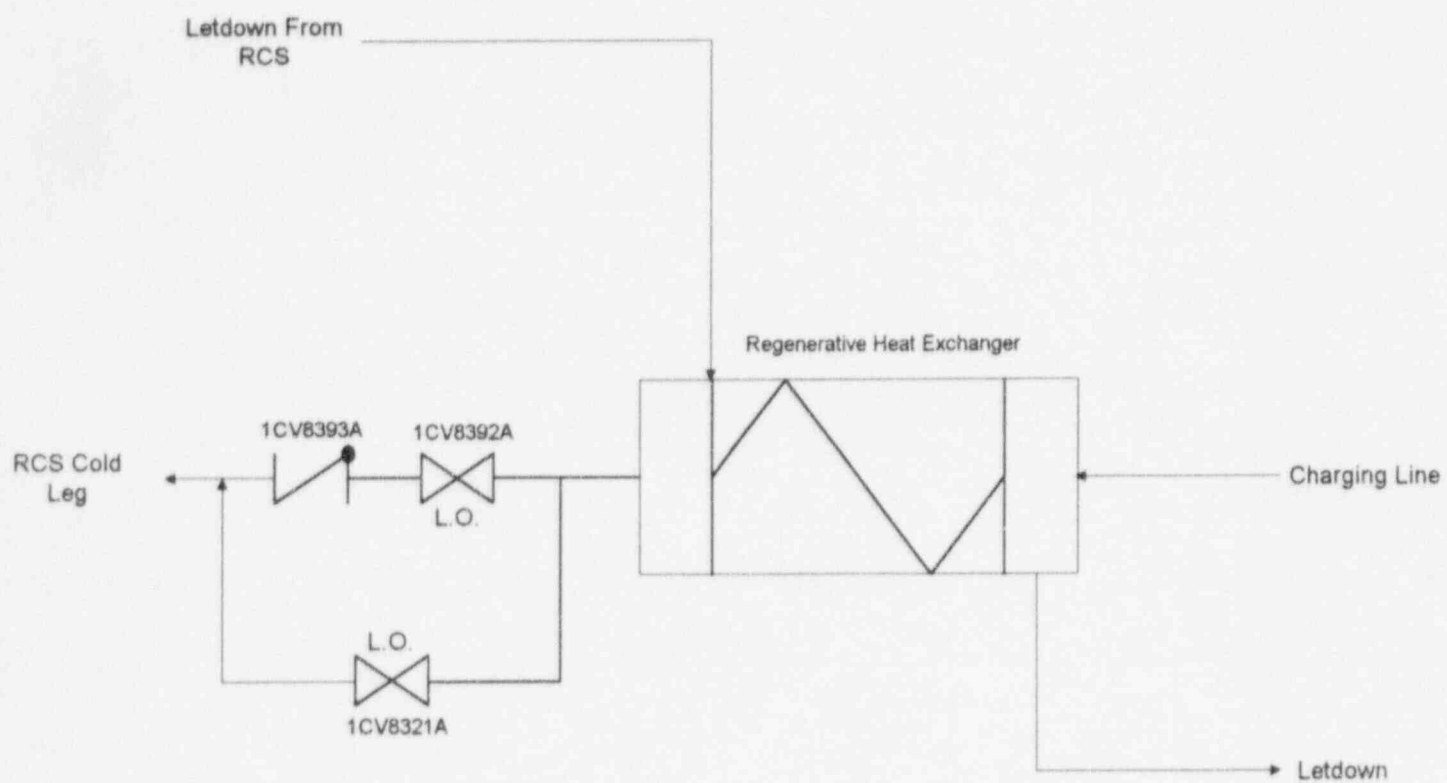 Letdown From
RCS
Regenerative Heat Exchanger
1CV8393A
1CV8392A
RCS Cold
Leg
L.O.
Charging Line
L.O.
1CV8321A
Letdown